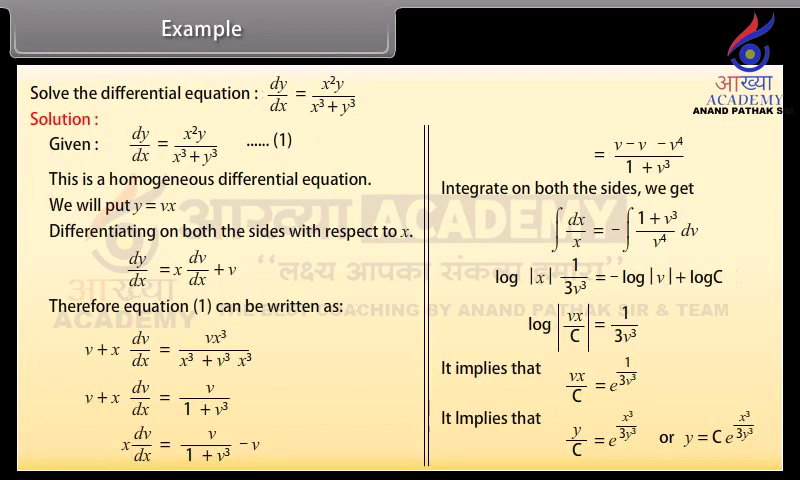 Example
आख्या
ACADEMY
ANAND PATHAK SIR
Solve the differential equation : dy/dx = x²y/(x³ + y³)
Solution :
Given : dy/dx = x²y/(x³ + y³) ...... (1)
This is a homogeneous differential equation.
We will put y = vx
Differentiating on both the sides with respect to x.
dy/dx = x dv/dx + v
Therefore equation (1) can be written as:
v + x dv/dx = vx³/(x³ + v³ x³)
v + x dv/dx = v/(1 + v³)
x dv/dx = v/(1 + v³) – v
= (v – v – v⁴)/(1 + v³)
Integrate on both the sides, we get
∫ dx/x = – ∫ (1 + v³)/v⁴ dv
log |x| 1/3v³ = – log |v| + logC
log |vx/C| = 1/3v³
It implies that vx/C = e^(1/3v³)
It Implies that y/C = e^(x³/3y³) or y = C e^(x³/3y³)
आख्या ACADEMY
‘‘लक्ष्य आपका संकल्प हमारा’’
आख्या
ACADEMY
THE BEST COACHING BY ANAND PATHAK SIR & TEAM